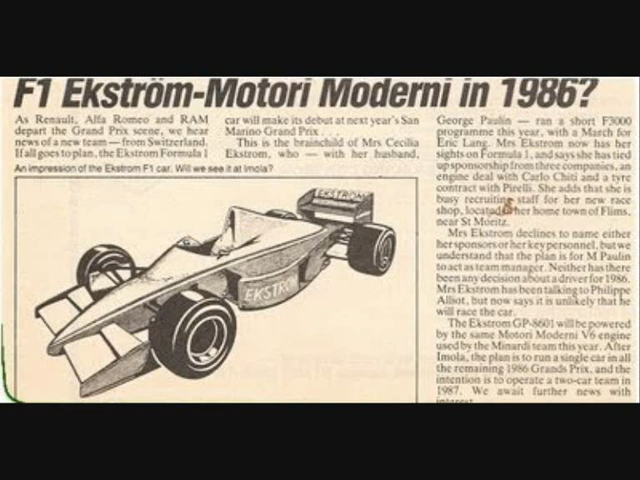 F1 Ekström-Motori Moderni in 1986?
As Renault, Alfa Romeo and RAM
depart the Grand Prix scene, we hear
news of a new team — from Switzerland.
If all goes to plan, the Ekstrom Formula 1
car will make its debut at next year's San
Marino Grand Prix . . .
This is the brainchild of Mrs Cecilia
Ekstrom, who — with her husband,
An impression of the Ekstrom F1 car. Will we see it at Imola?
EKSTROM
EKSTROM
George Paulin — ran a short F3000
programme this year, with a March for
Eric Lang. Mrs Ekstrom now has her
sights on Formula 1, and says she has tied
up sponsorship from three companies, an
engine deal with Carlo Chiti and a tyre
contract with Pirelli. She adds that she is
busy recruiting staff for her new race
shop, located her home town of Flims,
near St Moritz.
Mrs Ekstrom declines to name either
her sponsors or her key personnel, but we
understand that the plan is for M Paulin
to act as team manager. Neither has there
been any decision about a driver for 1986.
Mrs Ekstrom has been talking to Philippe
Alliot, but now says it is unlikely that he
will race the car.
The Ekstrom GP-8601 will be powered
by the same Motori Moderni V6 engine
used by the Minardi team this year. After
Imola, the plan is to run a single car in all
the remaining 1986 Grands Prix, and the
intention is to operate a two-car team in
1987. We await further news with
interest.